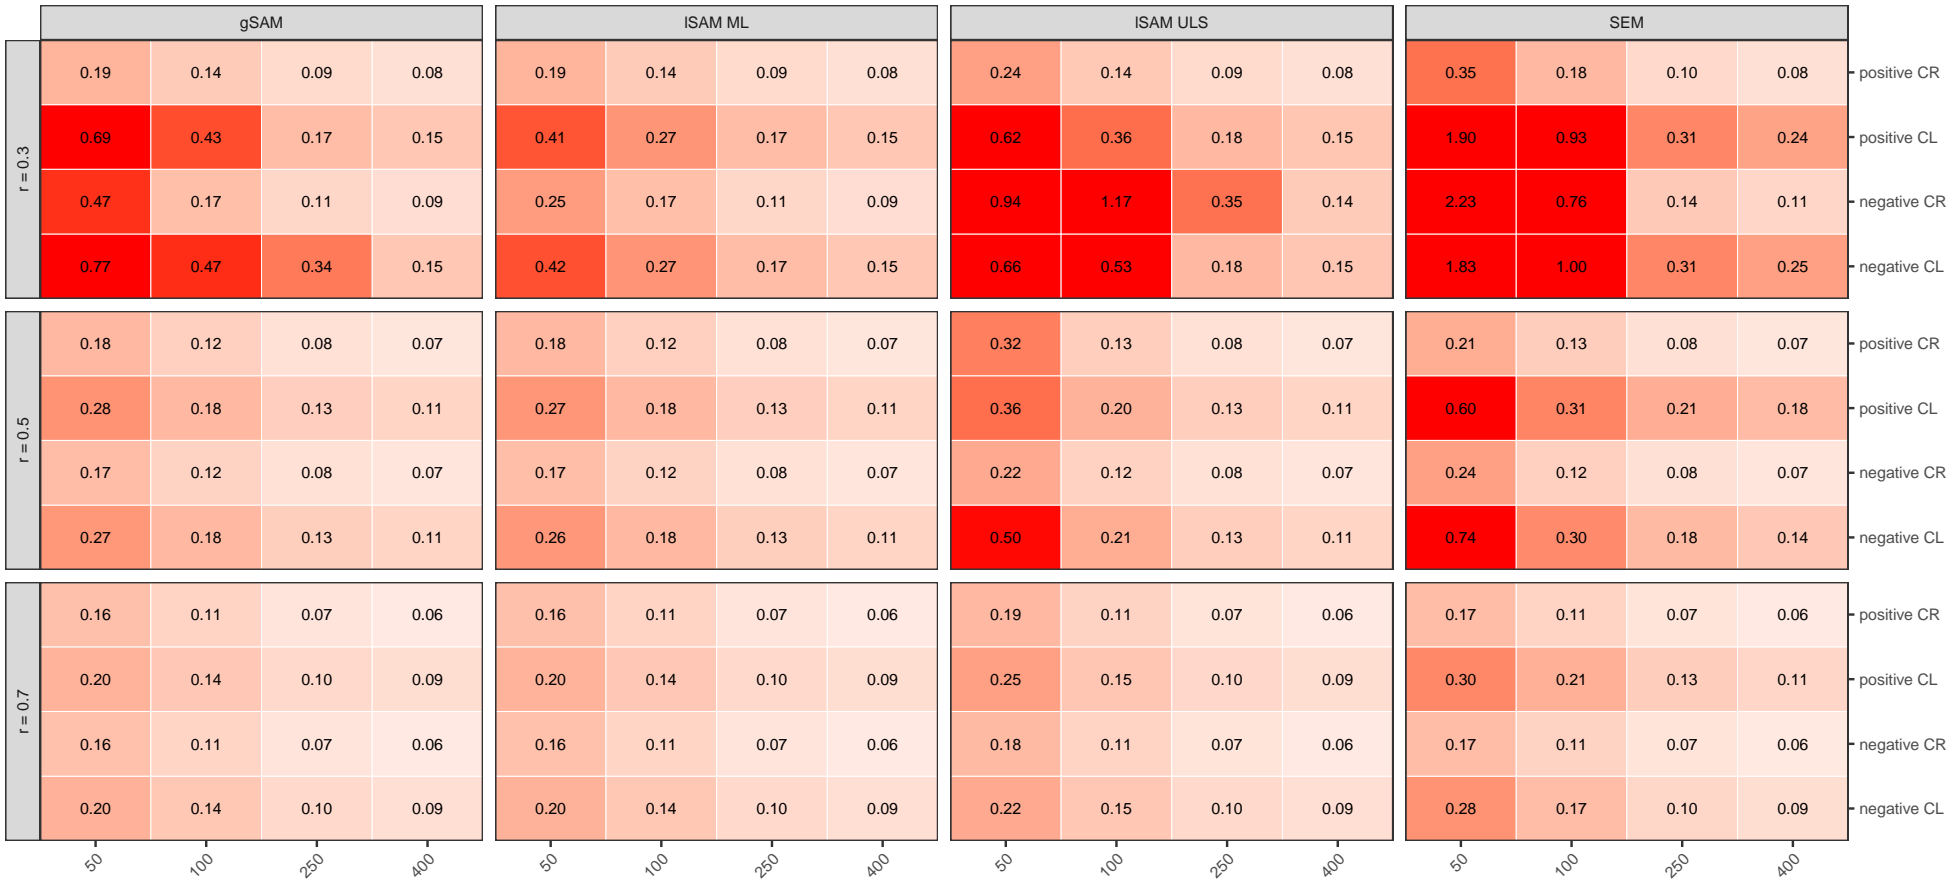 gSAM lSAM ML lSAM ULS SEM
r = 0.3
0.19 0.14 0.09 0.08 0.19 0.14 0.09 0.08 0.24 0.14 0.09 0.08 0.35 0.18 0.10 0.08 positive CR
0.69 0.43 0.17 0.15 0.41 0.27 0.17 0.15 0.62 0.36 0.18 0.15 1.90 0.93 0.31 0.24 positive CL
0.47 0.17 0.11 0.09 0.25 0.17 0.11 0.09 0.94 1.17 0.35 0.14 2.23 0.76 0.14 0.11 negative CR
0.77 0.47 0.34 0.15 0.42 0.27 0.17 0.15 0.66 0.53 0.18 0.15 1.83 1.00 0.31 0.25 negative CL
r = 0.5
0.18 0.12 0.08 0.07 0.18 0.12 0.08 0.07 0.32 0.13 0.08 0.07 0.21 0.13 0.08 0.07 positive CR
0.28 0.18 0.13 0.11 0.27 0.18 0.13 0.11 0.36 0.20 0.13 0.11 0.60 0.31 0.21 0.18 positive CL
0.17 0.12 0.08 0.07 0.17 0.12 0.08 0.07 0.22 0.12 0.08 0.07 0.24 0.12 0.08 0.07 negative CR
0.27 0.18 0.13 0.11 0.26 0.18 0.13 0.11 0.50 0.21 0.13 0.11 0.74 0.30 0.18 0.14 negative CL
r = 0.7
0.16 0.11 0.07 0.06 0.16 0.11 0.07 0.06 0.19 0.11 0.07 0.06 0.17 0.11 0.07 0.06 positive CR
0.20 0.14 0.10 0.09 0.20 0.14 0.10 0.09 0.25 0.15 0.10 0.09 0.30 0.21 0.13 0.11 positive CL
0.16 0.11 0.07 0.06 0.16 0.11 0.07 0.06 0.18 0.11 0.07 0.06 0.17 0.11 0.07 0.06 negative CR
0.20 0.14 0.10 0.09 0.20 0.14 0.10 0.09 0.22 0.15 0.10 0.09 0.28 0.17 0.10 0.09 negative CL
50 100 250 400 50 100 250 400 50 100 250 400 50 100 250 400